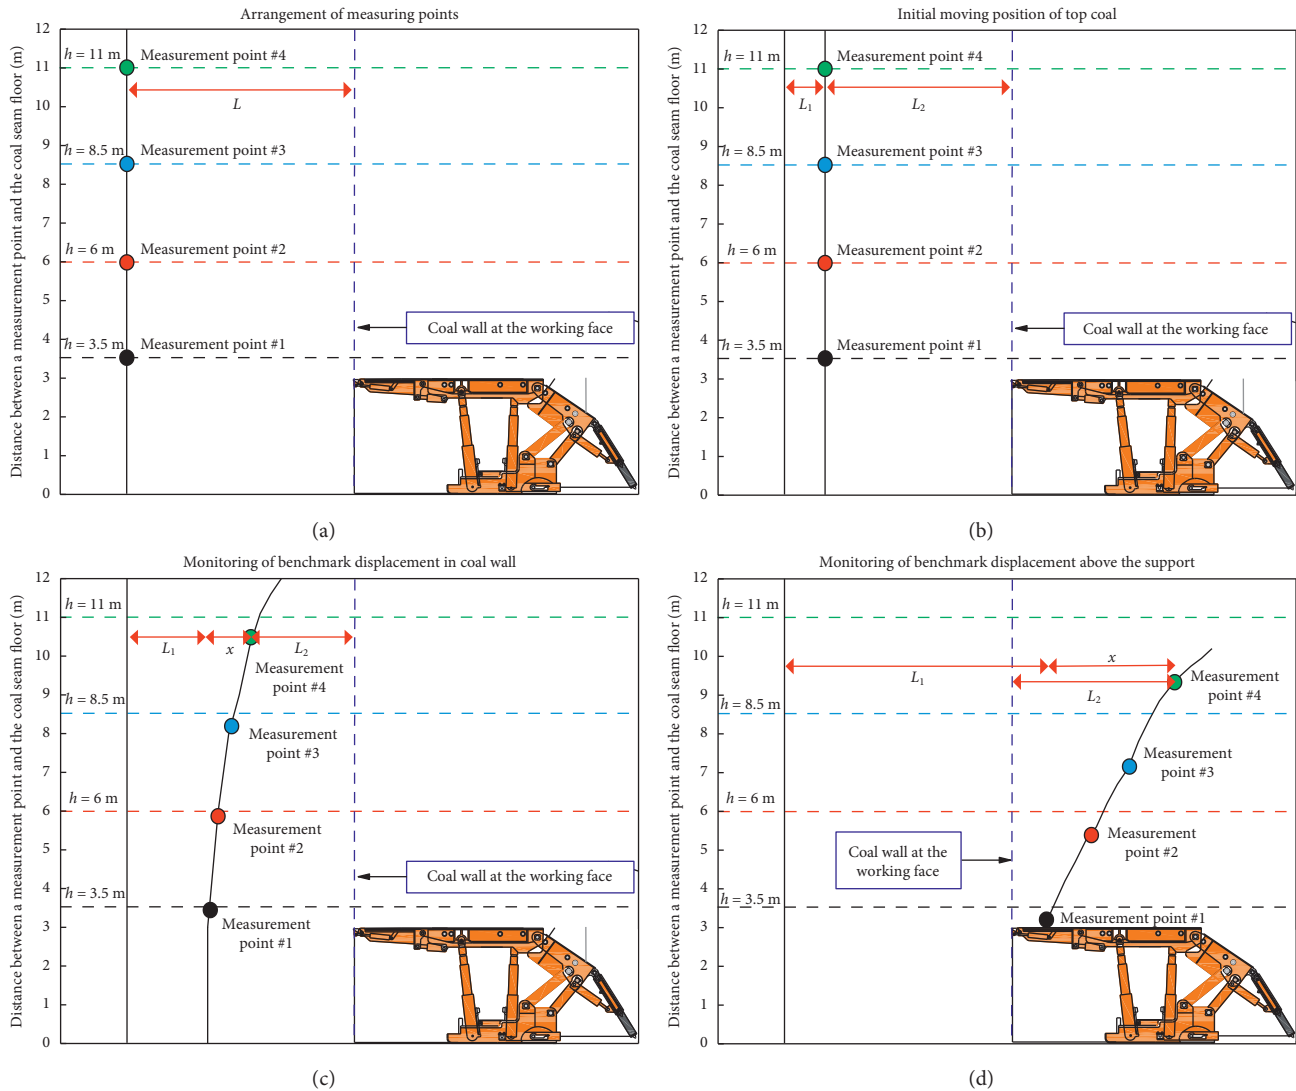 Arrangement of measuring points
Distance between a measurement point and the coal seam floor (m)
12
11
10
9
8
7
6
5
4
3
2
1
0
h = 11 m
Measurement point #4
L
h = 8.5 m
Measurement point #3
h = 6 m
Measurement point #2
Coal wall at the working face
h = 3.5 m
Measurement point #1
(a)
Initial moving position of top coal
Distance between a measurement point and the coal seam floor (m)
12
11
10
9
8
7
6
5
4
3
2
1
0
h = 11 m
Measurement point #4
L1
L2
h = 8.5 m
Measurement point #3
h = 6 m
Measurement point #2
Coal wall at the working face
h = 3.5 m
Measurement point #1
(b)
Monitoring of benchmark displacement in coal wall
Distance between a measurement point and the coal seam floor (m)
12
11
10
9
8
7
6
5
4
3
2
1
0
h = 11 m
L1
x
L2
Measurement
point #4
h = 8.5 m
Measurement
point #3
h = 6 m
Measurement
point #2
Coal wall at the working face
h = 3.5 m
Measurement
point #1
(c)
Monitoring of benchmark displacement above the support
Distance between a measurement point and the coal seam floor (m)
12
11
10
9
8
7
6
5
4
3
2
1
0
h = 11 m
x
L1
L2
Measurement
point #4
h = 8.5 m
Measurement
point #3
h = 6 m
Measurement
point #2
Coal wall at the
working face
h = 3.5 m
Measurement point #1
(d)